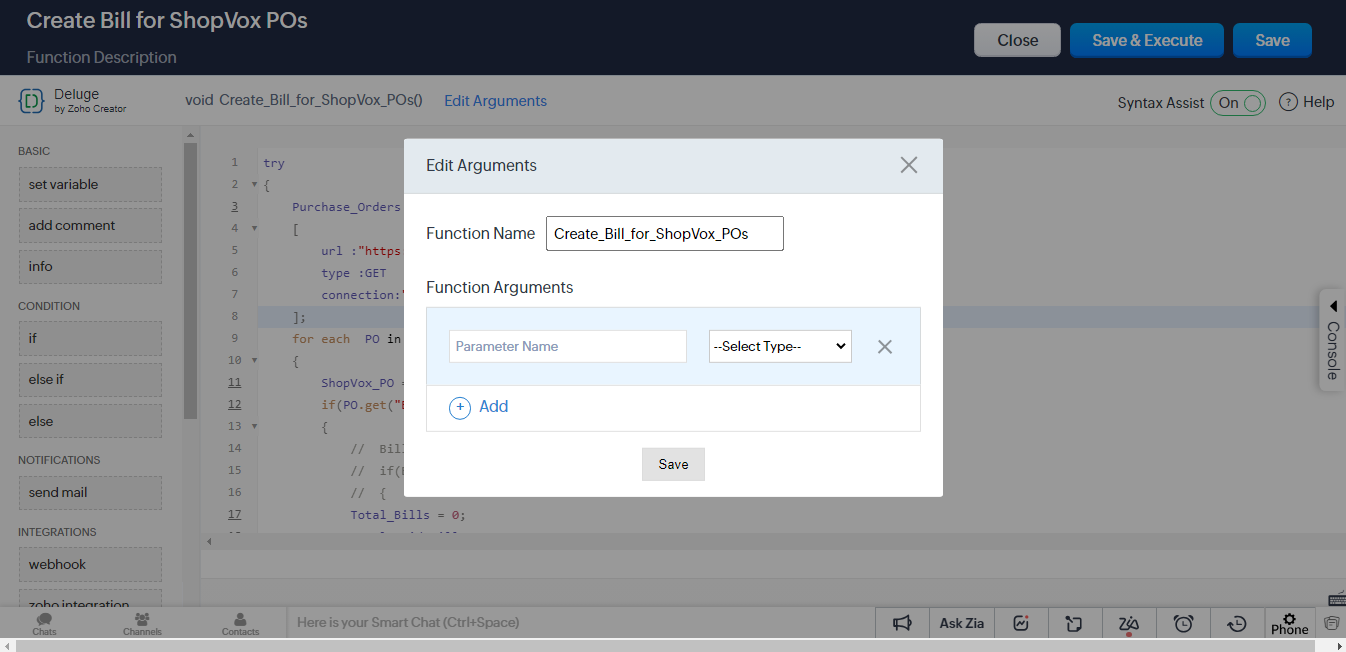 Create Bill for ShopVox POs
Function Description
Close
Save & Execute
Save
Deluge
by Zoho Creator
void Create_Bill_for_ShopVox_POs()
Edit Arguments
Syntax Assist
On
? Help
BASIC
set variable
add comment
info
CONDITION
if
else if
else
NOTIFICATIONS
send mail
INTEGRATIONS
webhook
zoho integration
1 try
2 {
3 Purchase_Orders
4 [
5 url :"https
6 type :GET
7 connection:
8 ];
9 for each PO in
10 {
11 ShopVox_PO =
12 if(PO.get("
13 {
14 // Bil
15 // if(
16 // {
17 Total_Bills = 0;
Edit Arguments
Function Name
Create_Bill_for_ShopVox_POs
Function Arguments
Parameter Name
--Select Type--
+ Add
Save
Console
Chats
Channels
Contacts
Here is your Smart Chat (Ctrl+Space)
Ask Zia
Phone